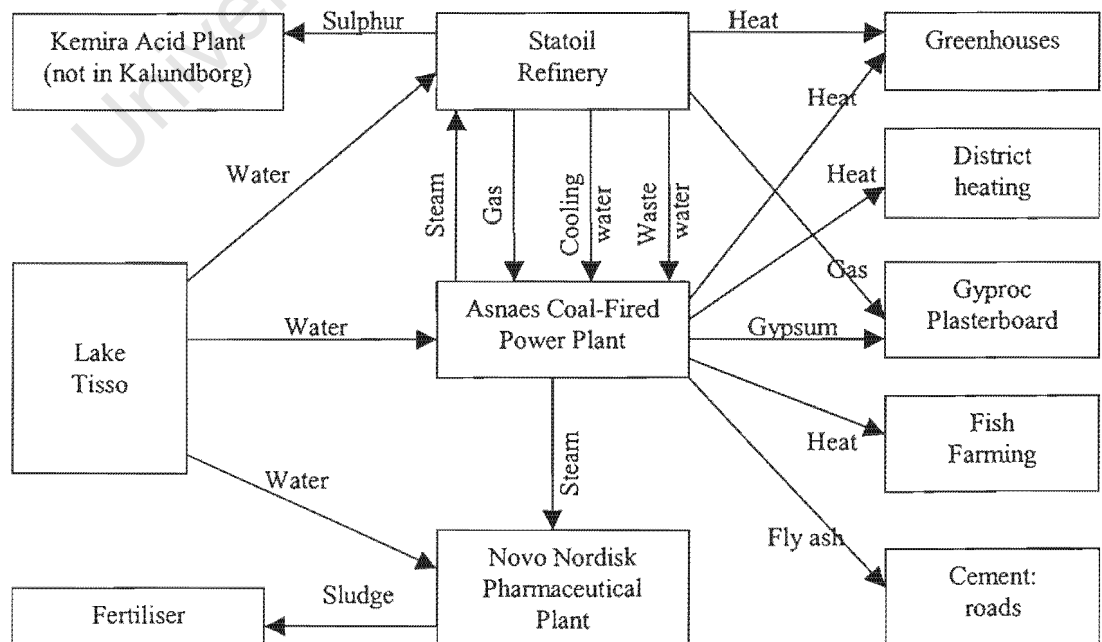 Univer
Kemira Acid Plant
(not in Kalundborg)
Sulphur
Statoil
Refinery
Heat
Greenhouses
Heat
Water
Steam
Gas
Cooling
water
Waste
water
Heat
District
heating
Gas
Lake
Tisso
Water
Asnaes Coal-Fired
Power Plant
Gypsum
Gyproc
Plasterboard
Heat
Fish
Farming
Water
Steam
Fly ash
Novo Nordisk
Pharmaceutical
Plant
Sludge
Fertiliser
Cement:
roads